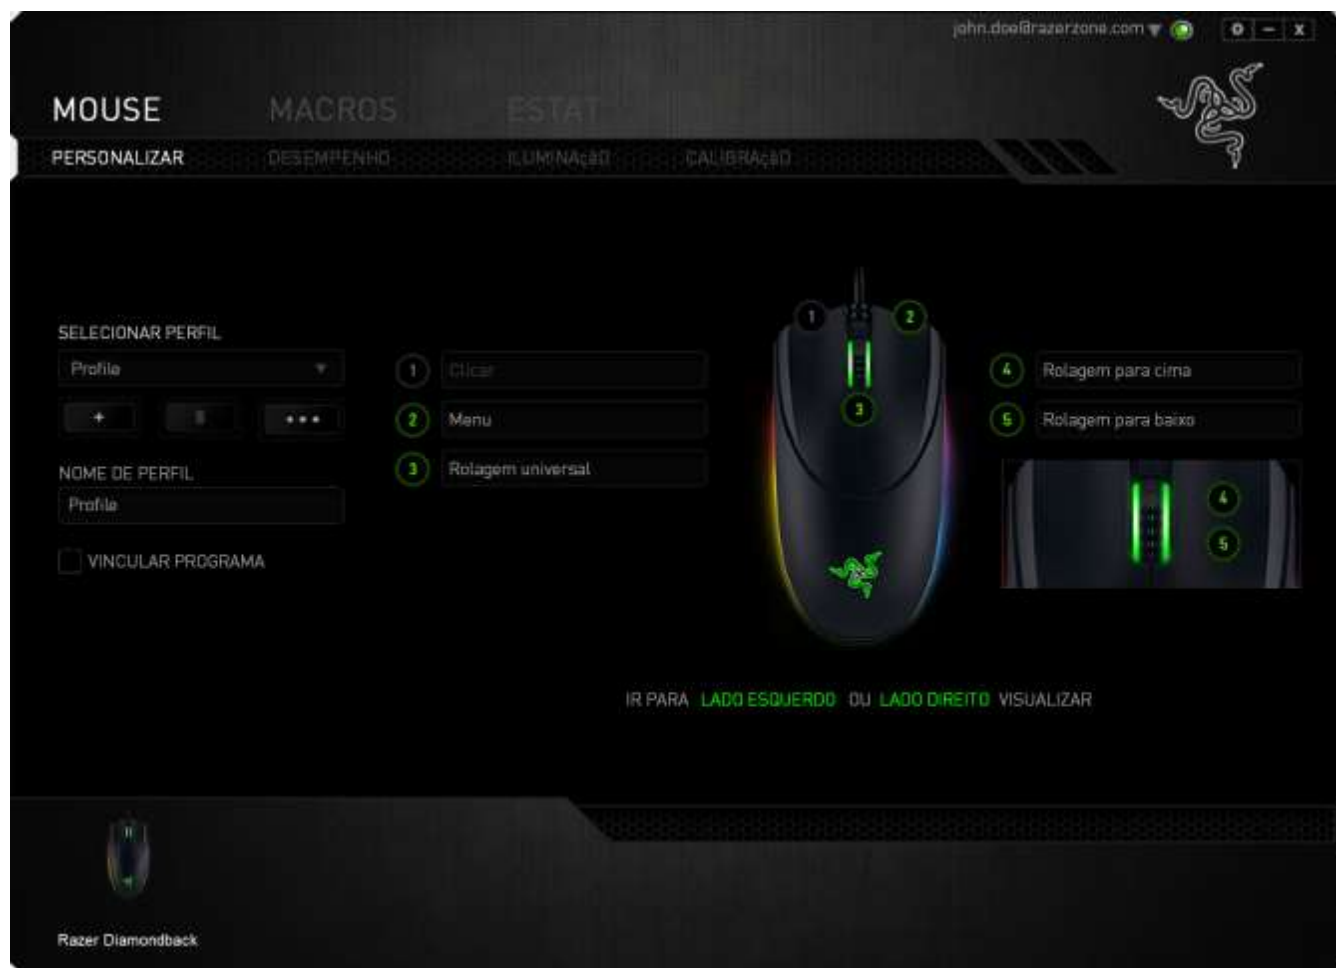 john.doe@razerzone.com
MOUSE MACROS ESTAT
PERSONALIZAR DESEMPENHO ILUMINAçãO CALIBRAçãO
SELECIONAR PERFIL
Profile
NOME DE PERFIL
Profile
VINCULAR PROGRAMA
1 Clicar
2 Menu
3 Rolagem universal
1 2
3
4 Rolagem para cima
5 Rolagem para baixo
4
5
IR PARA LADO ESQUERDO OU LADO DIREITO VISUALIZAR
Razer Diamondback